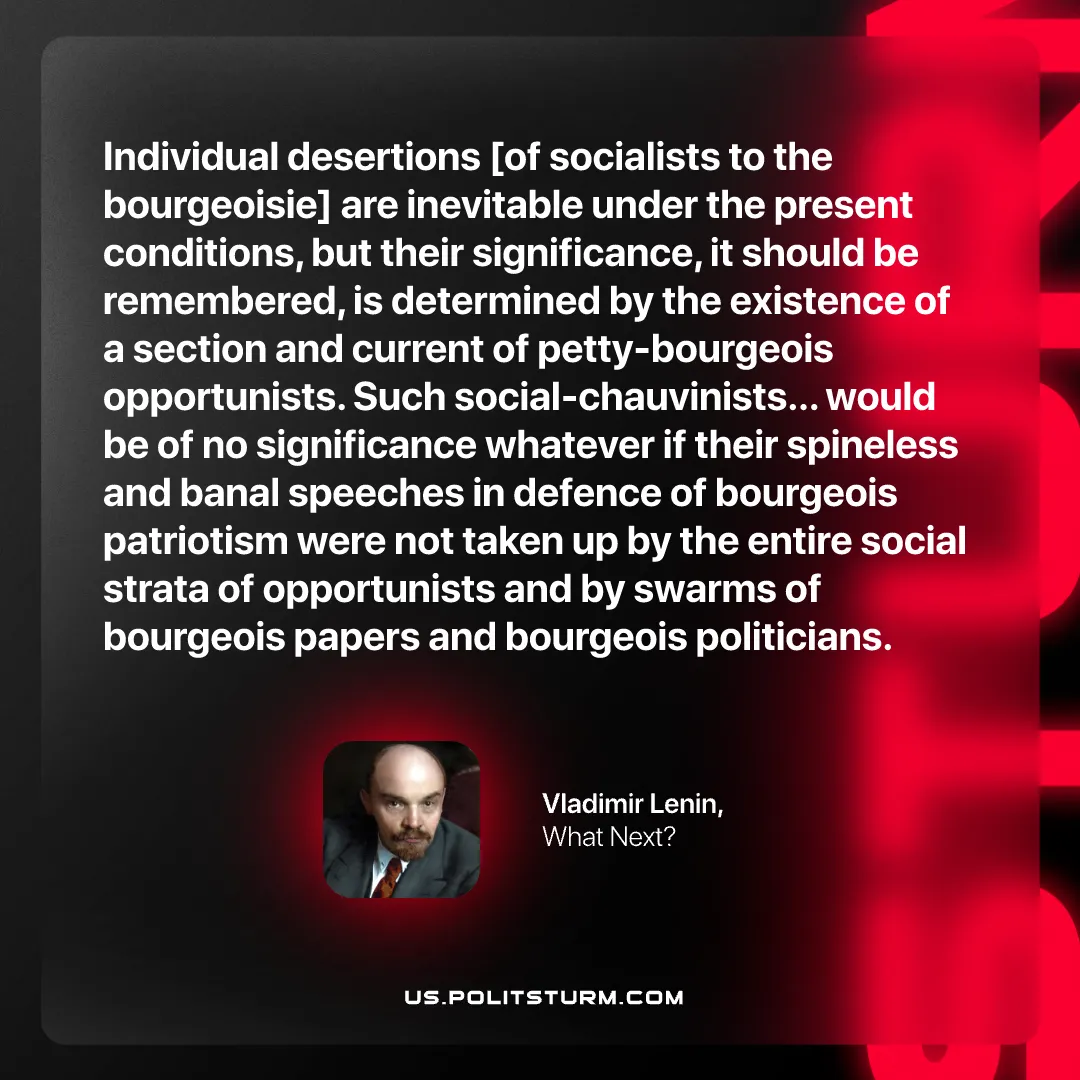 Individual desertions [of socialists to the
bourgeoisie] are inevitable under the present
conditions, but their significance, it should be
remembered, is determined by the existence of
a section and current of petty-bourgeois
opportunists. Such social-chauvinists... would
be of no significance whatever if their spineless
and banal speeches in defence of bourgeois
patriotism were not taken up by the entire social
strata of opportunists and by swarms of
bourgeois papers and bourgeois politicians.
Vladimir Lenin,
What Next?
US.POLITSTURM.COM